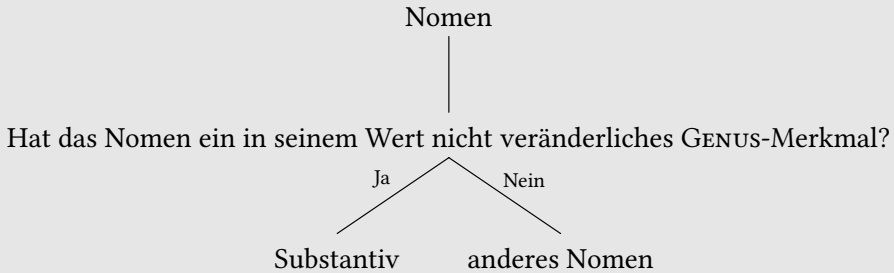 Nomen
Hat das Nomen ein in seinem Wert nicht veränderliches GENUS-Merkmal?
Ja Nein
Substantiv anderes Nomen